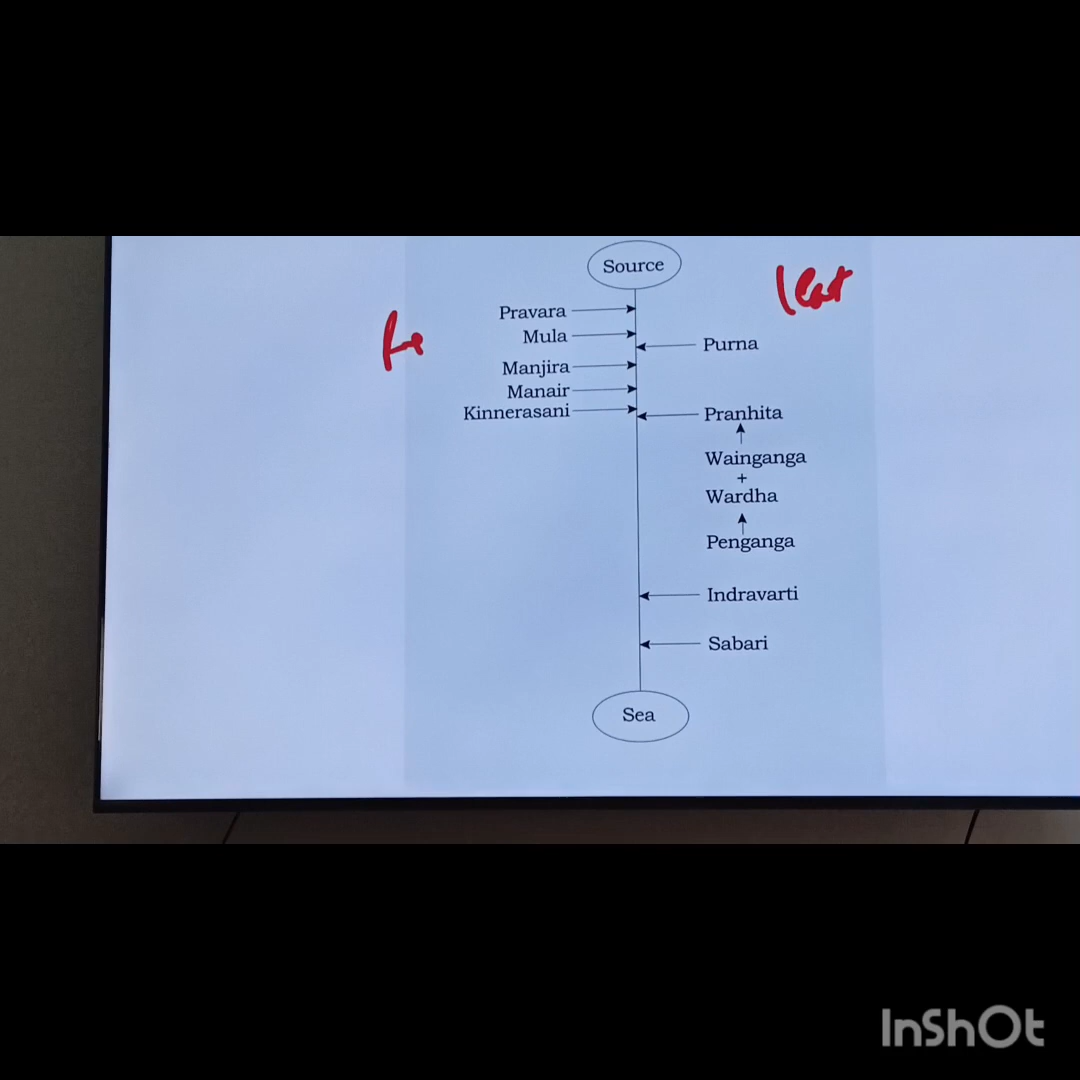 Source
Pravara
Mula
Purna
Manjira
Manair
Kinnerasani
Pranhita
Wainganga
+
Wardha
Penganga
Indravarti
Sabari
Sea
InShOt